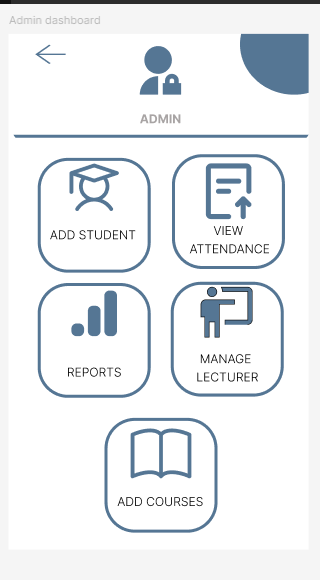 Admin dashboard
ADMIN
ADD STUDENT
VIEW
ATTENDANCE
REPORTS
MANAGE
LECTURER
ADD COURSES